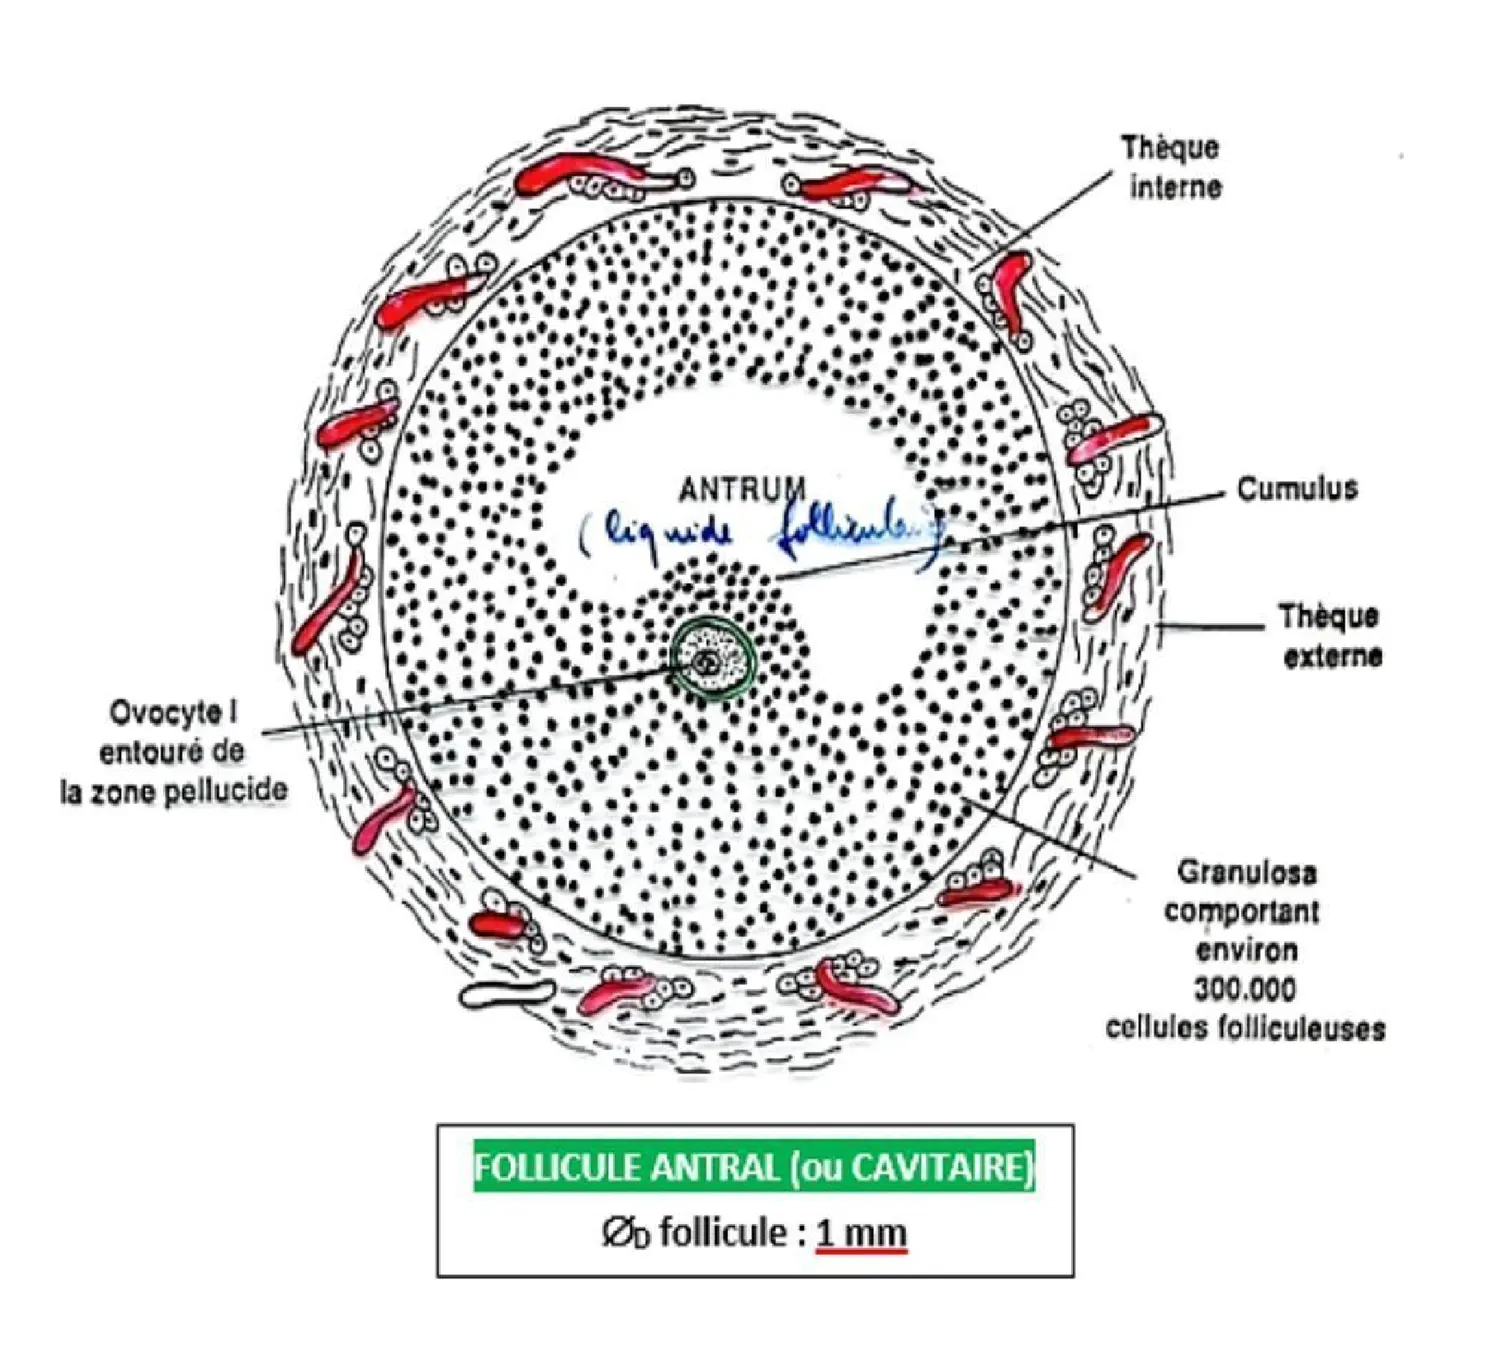 Thèque
interne
ANTRUM
(liquide folliculaire)
Cumulus
Thèque
externe
Ovocyte I
entouré de
la zone pellucide
Granulosa
comportant
environ
300.000
cellules folliculeuses
FOLLICULE ANTRAL (ou CAVITAIRE)
ØD follicule : 1 mm